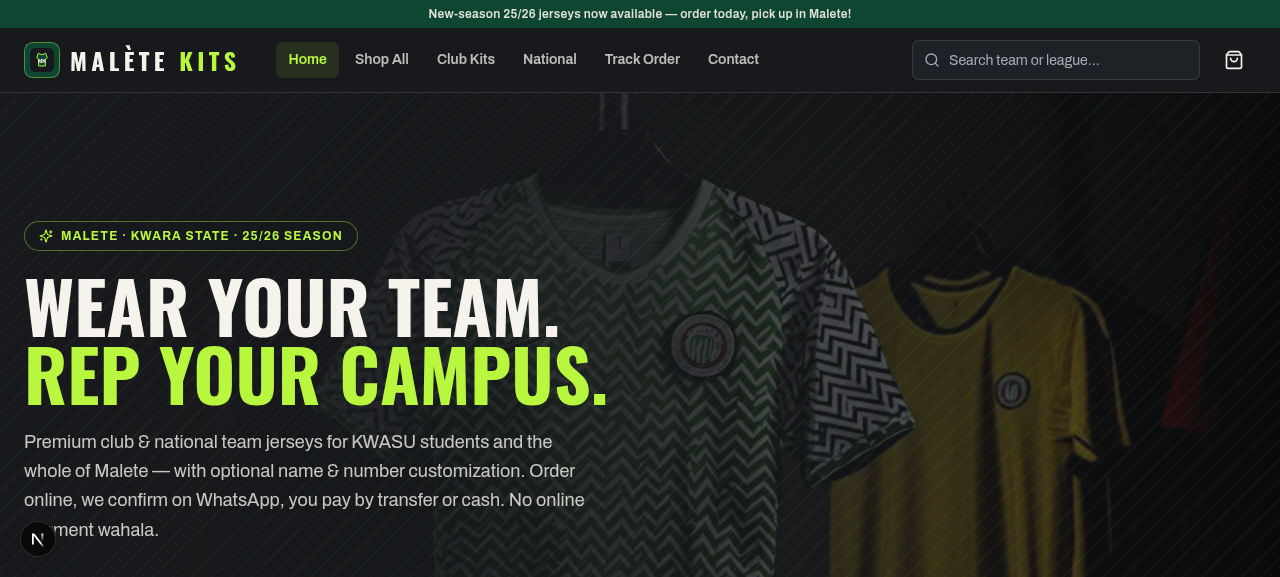 New-season 25/26 jerseys now available — order today, pick up in Malete!
MALÈTE KITS
Home
Shop All
Club Kits
National
Track Order
Contact
Search team or league...
MALETE · KWARA STATE · 25/26 SEASON
WEAR YOUR TEAM.
REP YOUR CAMPUS.
Premium club & national team jerseys for KWASU students and the
whole of Malete — with optional name & number customization. Order
online, we confirm on WhatsApp, you pay by transfer or cash. No online
wahala.
N